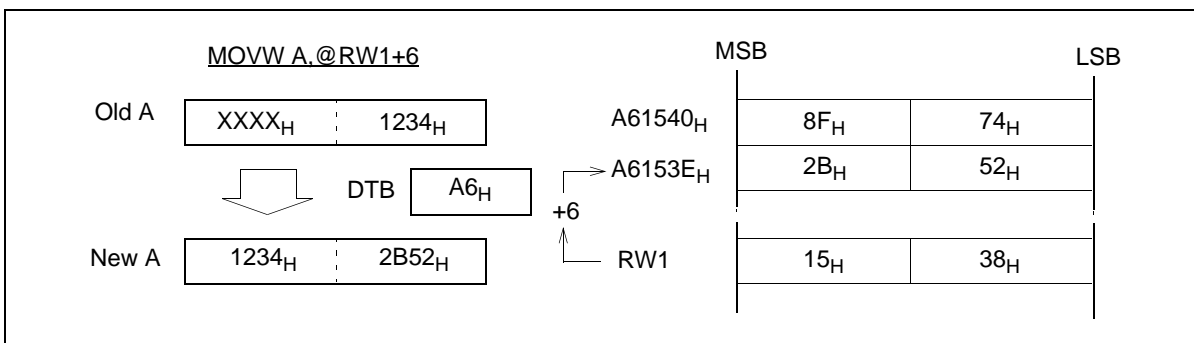 MOVW A,@RW1+6
MSB
LSB
Old A XXXXH 1234H
A61540H 8FH 74H
A6153EH 2BH 52H
DTB A6H
+6
New A 1234H 2B52H
RW1 15H 38H